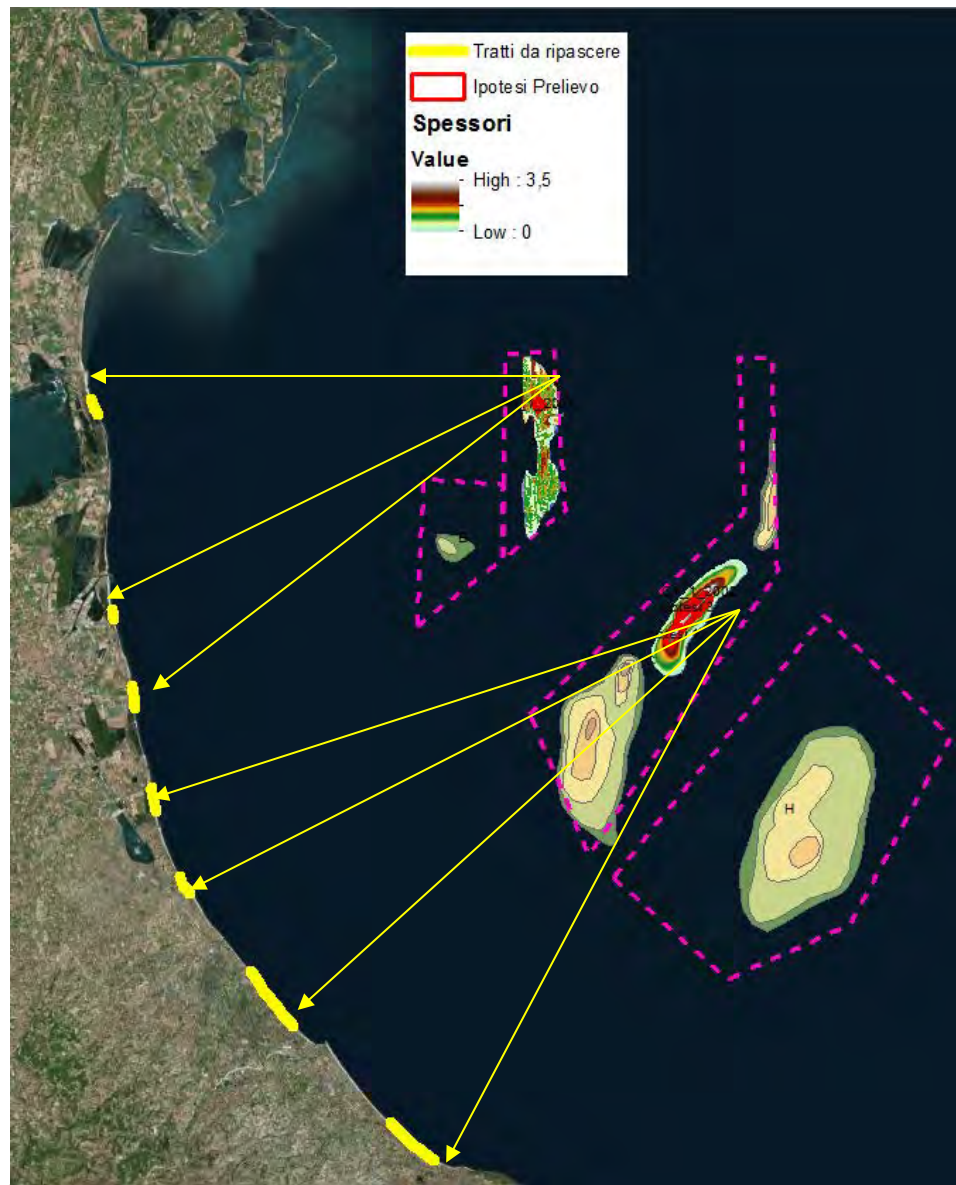 Tratti da ripascere
Ipotesi Prelievo
Spessori
Value
High : 3,5
Low : 0
H